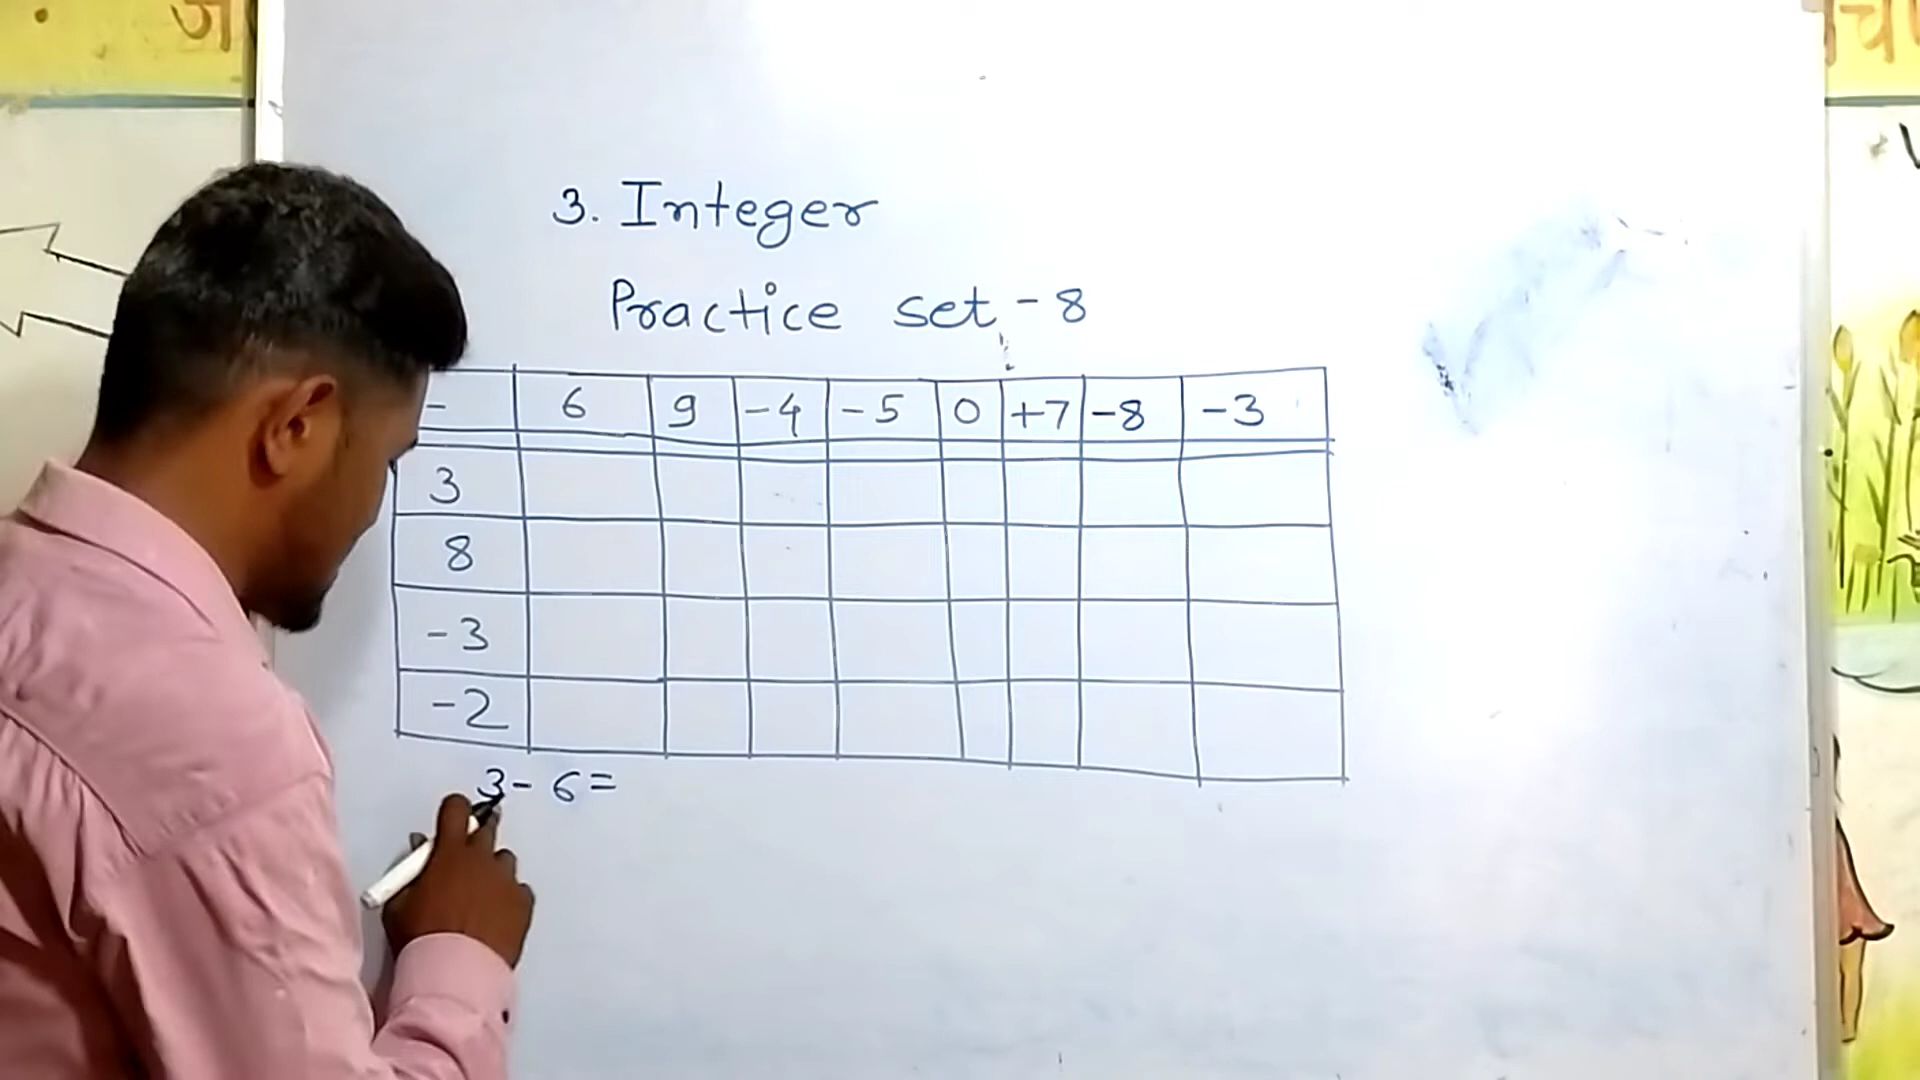 ज
3. Integer
Practice set - 8
- 6 9 -4 -5 0 +7 -8 -3
3
8
-3
-2
3 - 6 =